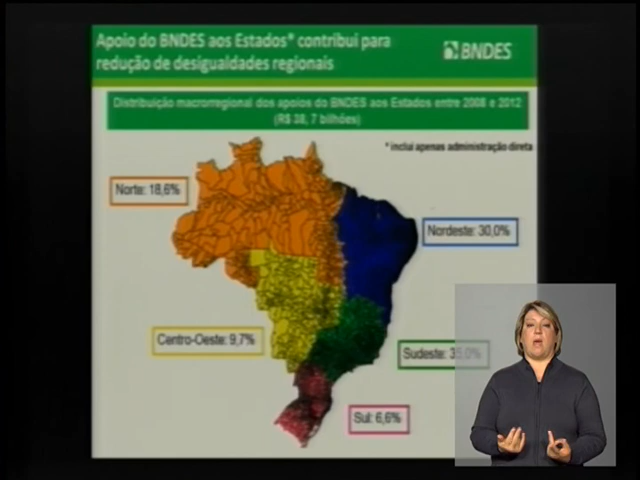 Apoio do BNDES aos Estados* contribui para
redução de desigualdades regionais
BNDES
Distribuição macrorregional dos apoios do BNDES aos Estados entre 2008 e 2012
(R$ 38, 7 bilhões)
* inclui apenas administração direta
Norte: 18,6%
Nordeste: 30,0%
Centro-Oeste: 9,7%
Sudeste:
Sul: 6,6%